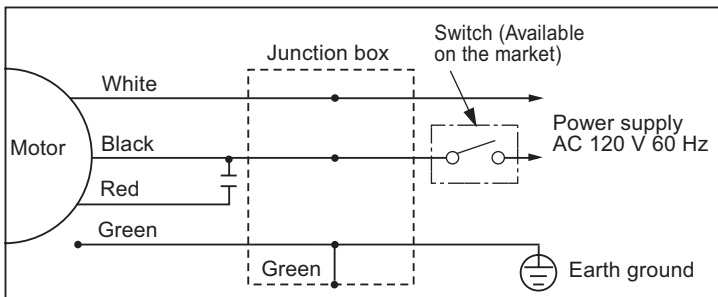 Switch (Available
on the market)
Junction box
White
Power supply
AC 120 V 60 Hz
Motor
Black
Red
Green
Green
Earth ground